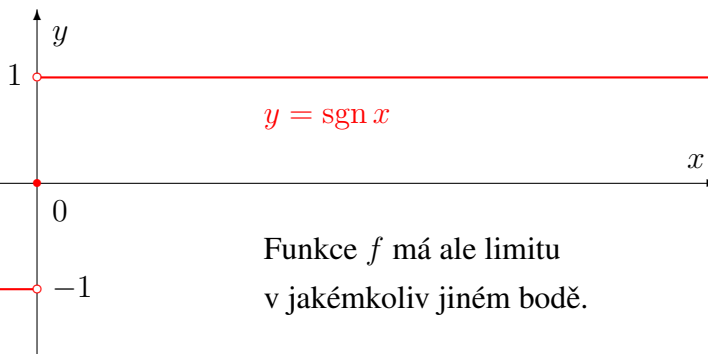 y
1
y = sgn x
x
0
Funkce f má ale limitu
−1
v jakémkoliv jiném bodě.